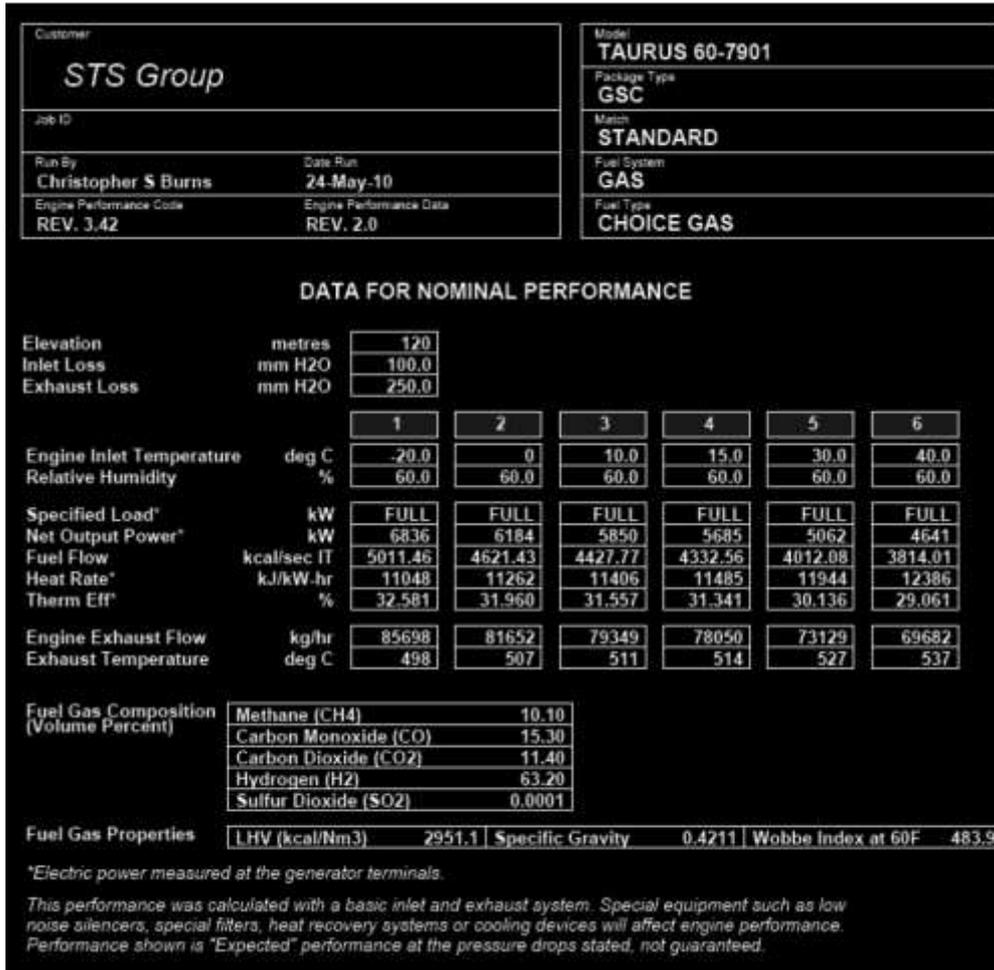 Customer
STS Group
Job ID
Run By Date Run
Christopher S Burns 24-May-10
Engine Performance Code Engine Performance Data
REV. 3.42 REV. 2.0
Model
TAURUS 60-7901
Package Type
GSC
Match
STANDARD
Fuel System
GAS
Fuel Type
CHOICE GAS
DATA FOR NOMINAL PERFORMANCE
Elevation metres 120
Inlet Loss mm H2O 100.0
Exhaust Loss mm H2O 250.0
1 2 3 4 5 6
Engine Inlet Temperature deg C -20.0 0 10.0 15.0 30.0 40.0
Relative Humidity % 60.0 60.0 60.0 60.0 60.0 60.0
Specified Load* kW FULL FULL FULL FULL FULL FULL
Net Output Power* kW 6836 6184 5850 5685 5062 4641
Fuel Flow kcal/sec IT 5011.46 4621.43 4427.77 4332.56 4012.08 3814.01
Heat Rate* kJ/kW-hr 11048 11262 11406 11485 11944 12386
Therm Eff* % 32.581 31.960 31.557 31.341 30.136 29.061
Engine Exhaust Flow kg/hr 85698 81652 79349 78050 73129 69682
Exhaust Temperature deg C 498 507 511 514 527 537
Fuel Gas Composition
(Volume Percent)
Methane (CH4) 10.10
Carbon Monoxide (CO) 15.30
Carbon Dioxide (CO2) 11.40
Hydrogen (H2) 63.20
Sulfur Dioxide (SO2) 0.0001
Fuel Gas Properties LHV (kcal/Nm3) 2951.1 Specific Gravity 0.4211 Wobbe Index at 60F 483.9
*Electric power measured at the generator terminals.
This performance was calculated with a basic inlet and exhaust system. Special equipment such as low
noise silencers, special filters, heat recovery systems or cooling devices will affect engine performance.
Performance shown is "Expected" performance at the pressure drops stated, not guaranteed.